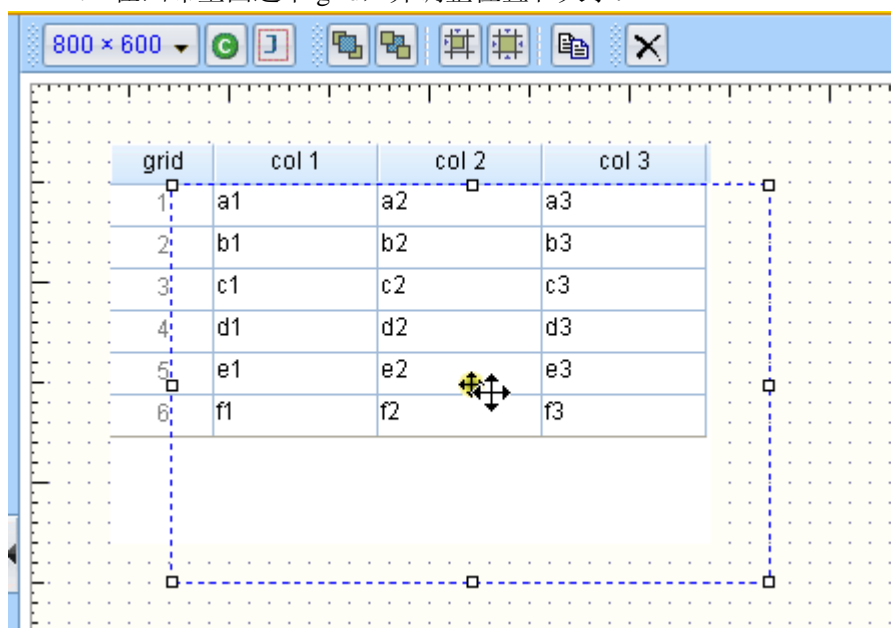 800 × 600 C J
grid col 1 col 2 col 3
1 a1 a2 a3
2 b1 b2 b3
3 c1 c2 c3
4 d1 d2 d3
5 e1 e2 e3
6 f1 f2 f3